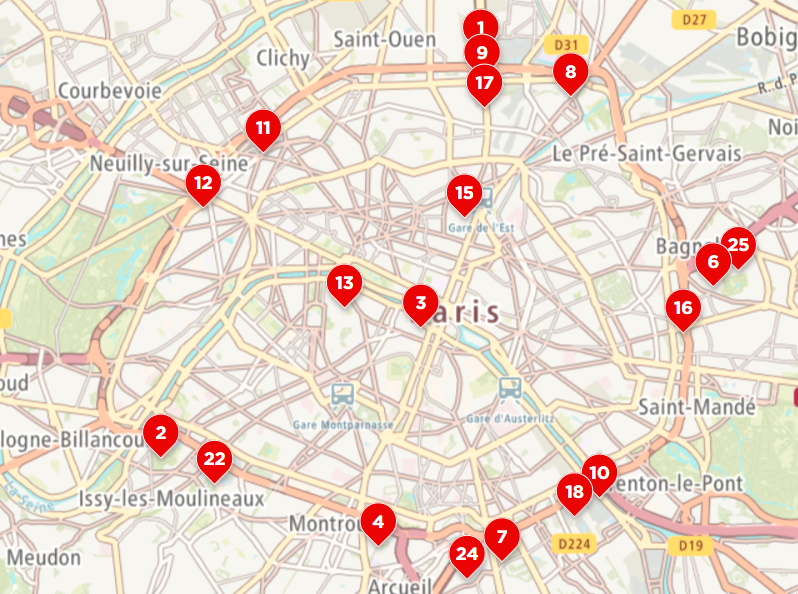 D27
1
Saint-Ouen
Bobig
D31
9
Clichy
8
17
Courbevoie
R. d. P
11
Noi
Neuilly-sur-Seine
Le Pré-Saint-Gervais
12
15
Gare de l'Est
nes
Bagn
25
6
13
3
aris
16
oud
Gare Montparnasse
Gare d'Austerlitz
Saint-Mandé
2
logne-Billancou
22
10
enton-le-Pont
18
La Seine
Issy-les-Moulineaux
4
Montrou
7
D224
D19
24
Meudon
Arcueil